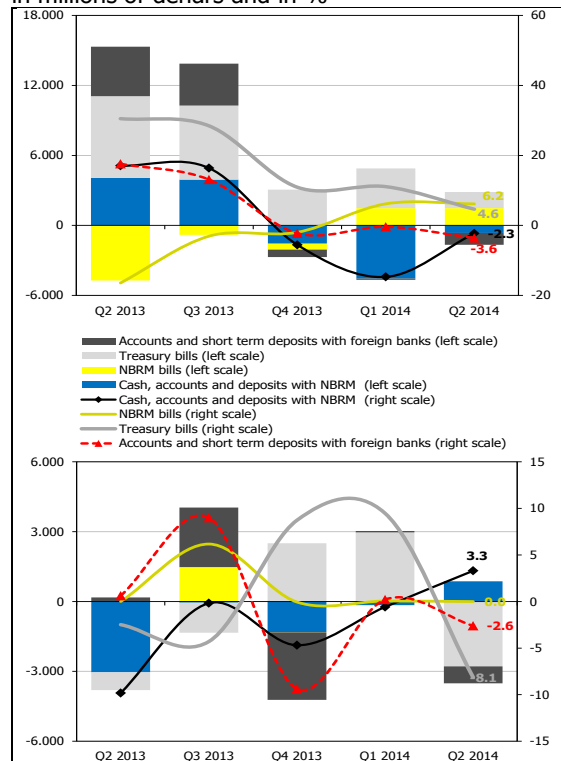 in millions of denars and in %
18.000 60
12.000 40
6.000 20
0 0
-6.000 -20
6.2
4.6
-2.3
-3.6
Q2 2013 Q3 2013 Q4 2013 Q1 2014 Q2 2014
Accounts and short term deposits with foreign banks (left scale)
Treasury bills (left scale)
NBRM bills (left scale)
Cash, accounts and deposits with NBRM (left scale)
Cash, accounts and deposits with NBRM (right scale)
NBRM bills (right scale)
Treasury bills (right scale)
Accounts and short term deposits with foreign banks (right scale)
6.000 15
10
3.000 5
0 0
-5
-3.000 -10
-6.000 -15
3.3
0.0
-2.6
-8.1
Q2 2013 Q3 2013 Q4 2013 Q1 2014 Q2 2014